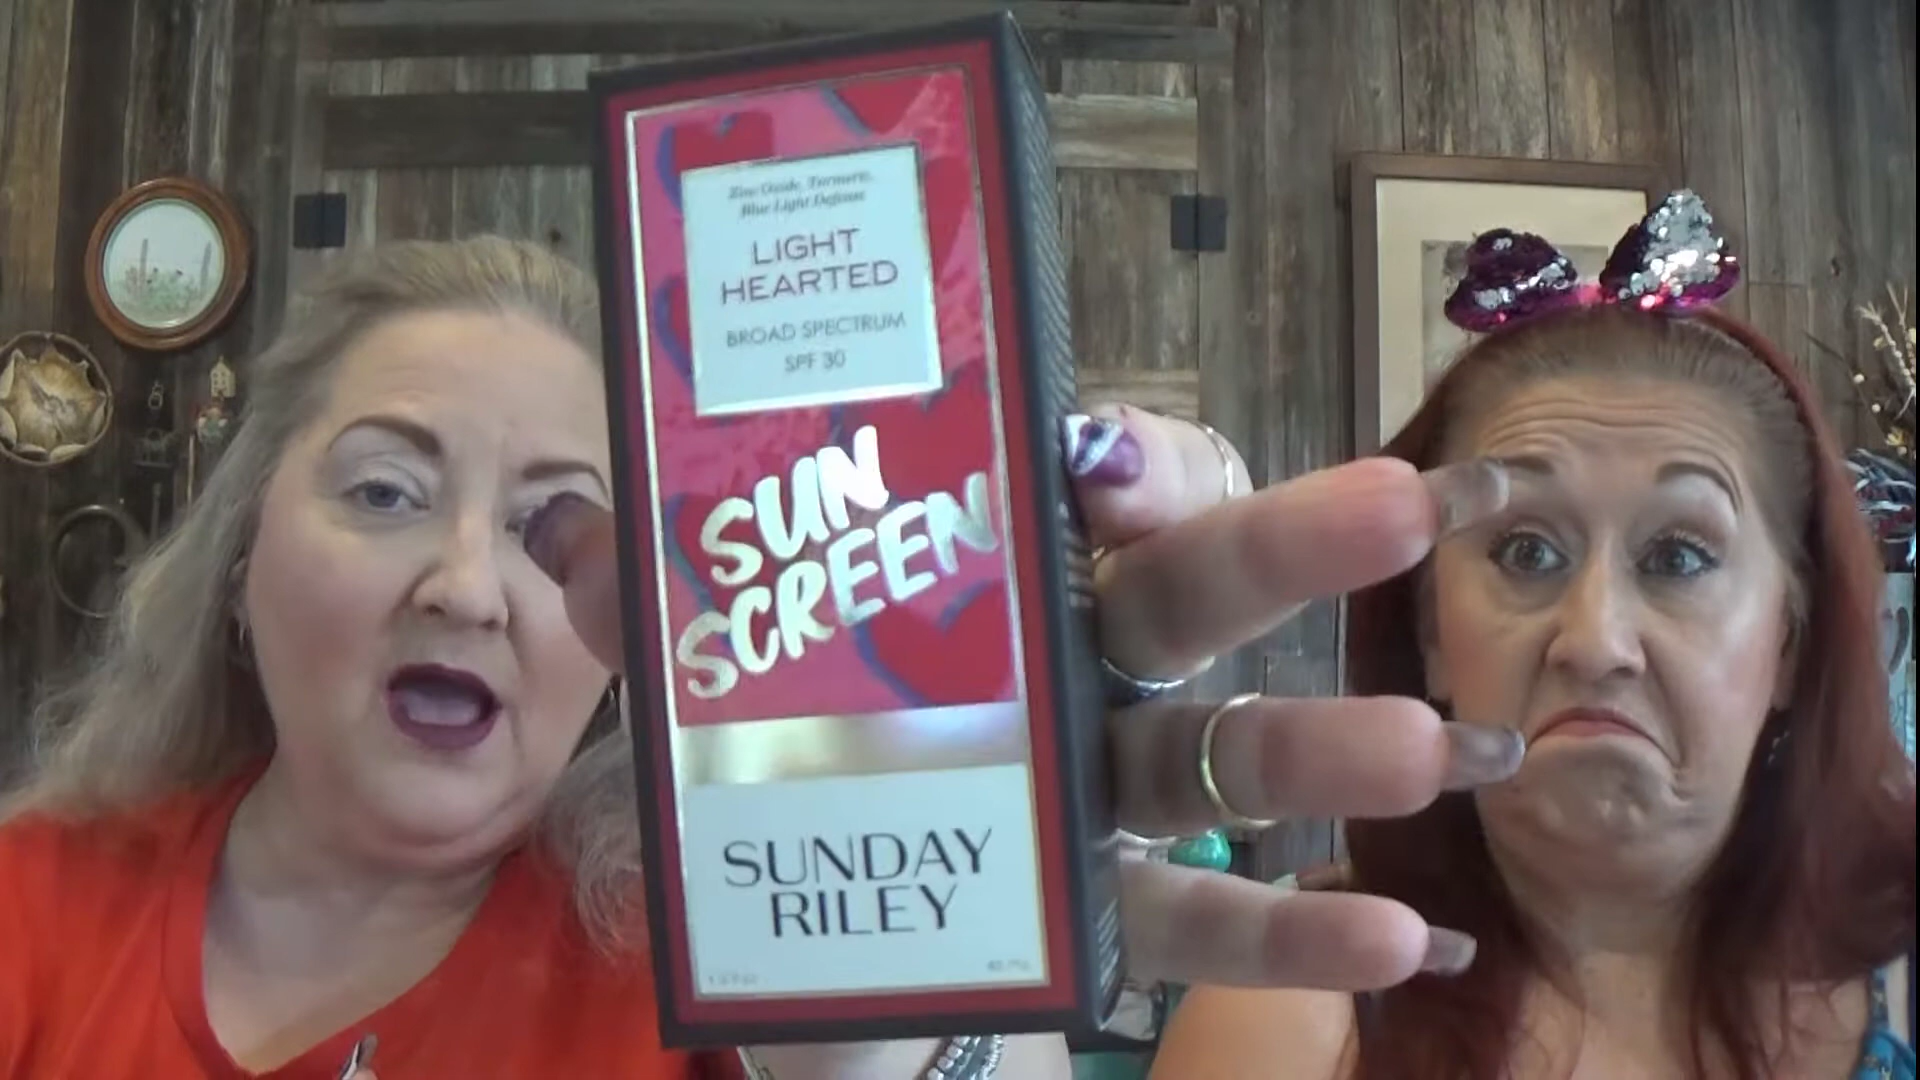 Zinc Oxide, Turmeric,
Blue Light Defense
LIGHT
HEARTED
BROAD SPECTRUM
SPF 30
SUN
SCREEN
SUNDAY
RILEY